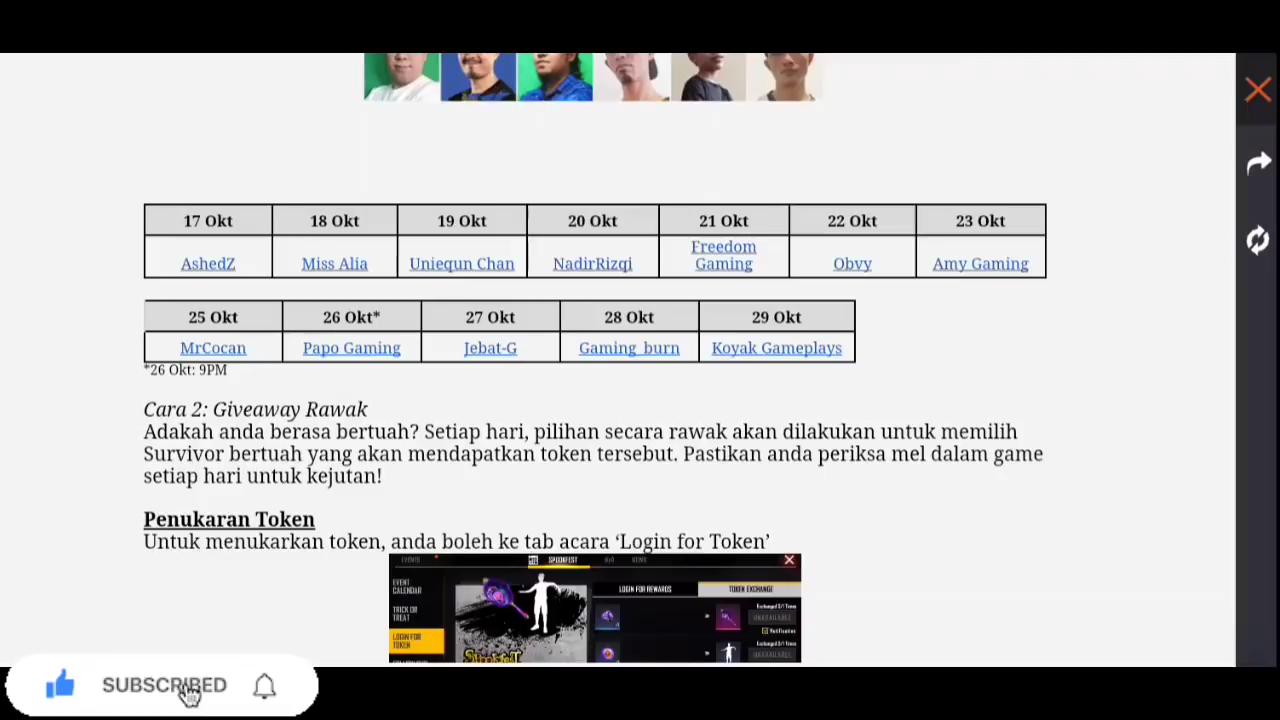 17 Okt 18 Okt 19 Okt 20 Okt 21 Okt 22 Okt 23 Okt
AshedZ Miss Alia Uniequn Chan NadirRizqi Freedom Gaming Obvy Amy Gaming
25 Okt 26 Okt* 27 Okt 28 Okt 29 Okt
MrCocan Papo Gaming Jebat-G Gaming_burn Koyak Gameplays
*26 Okt: 9PM
Cara 2: Giveaway Rawak
Adakah anda berasa bertuah? Setiap hari, pilihan secara rawak akan dilakukan untuk memilih
Survivor bertuah yang akan mendapatkan token tersebut. Pastikan anda periksa mel dalam game
setiap hari untuk kejutan!
Penukaran Token
Untuk menukarkan token, anda boleh ke tab acara ‘Login for Token’
EVENTS SPOOKFEST NEWS
EVENT CALENDAR
LOGIN FOR REWARDS TOKEN EXCHANGE
TRICK OR TREAT
LOGIN FOR TOKEN
SUBSCRIBED